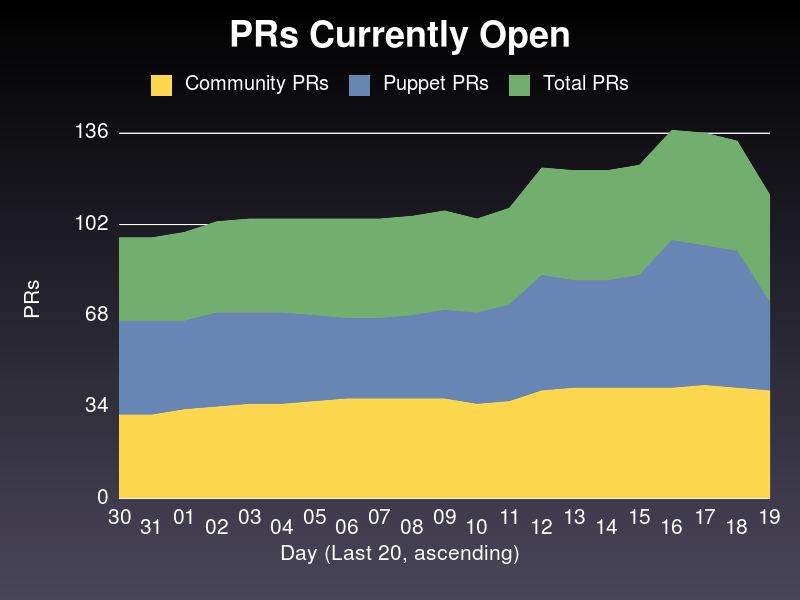 PRs Currently Open
Community PRs Puppet PRs Total PRs
136
102
68
34
0
PRs
30 31 01 02 03 04 05 06 07 08 09 10 11 12 13 14 15 16 17 18 19
Day (Last 20, ascending)